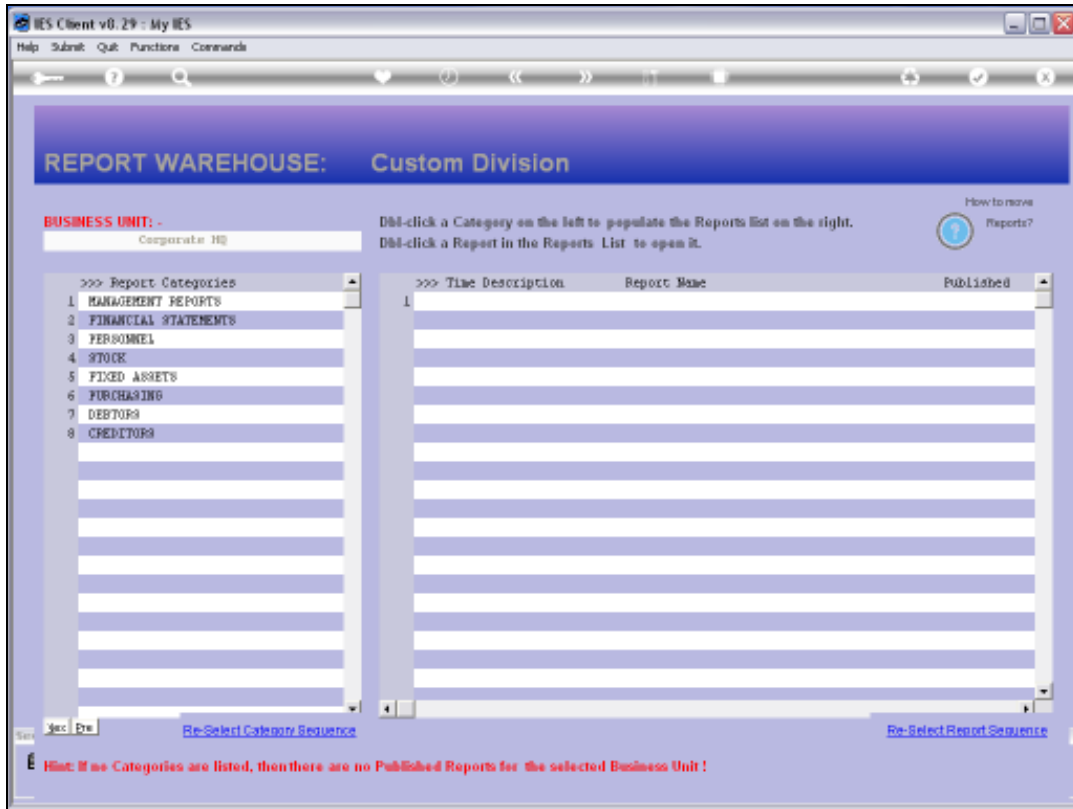 IES Client v8.29 : My IES
Help Submit Quit Functions Commands
REPORT WAREHOUSE: Custom Division
How to move
Reports?
BUSINESS UNIT: -
Corporate HQ
Dbl-click a Category on the left to populate the Reports list on the right.
Dbl-click a Report in the Reports List to open it.
>>> Report Categories
1 MANAGEMENT REPORTS
2 FINANCIAL STATEMENTS
3 PERSONNEL
4 STOCK
5 FIXED ASSETS
6 PURCHASING
7 DEBTORS
8 CREDITORS
>>> Time Description Report Name Published
1
Pre
Re-Select Category Sequence
Re-Select Report Sequence
Hint: If no Categories are listed, then there are no Published Reports for the selected Business Unit !